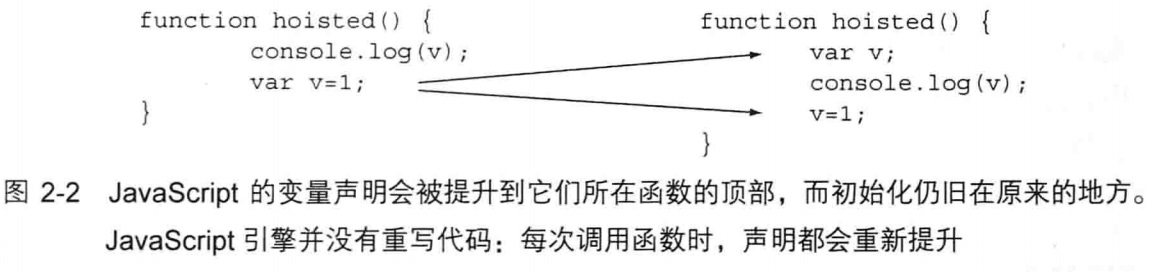 function hoisted() {
console.log(v);
var v=1;
}
function hoisted() {
var v;
console.log(v);
v=1;
}
图 2-2 JavaScript 的变量声明会被提升到它们所在函数的顶部，而初始化仍旧在原来的地方。
JavaScript 引擎并没有重写代码：每次调用函数时，声明都会重新提升